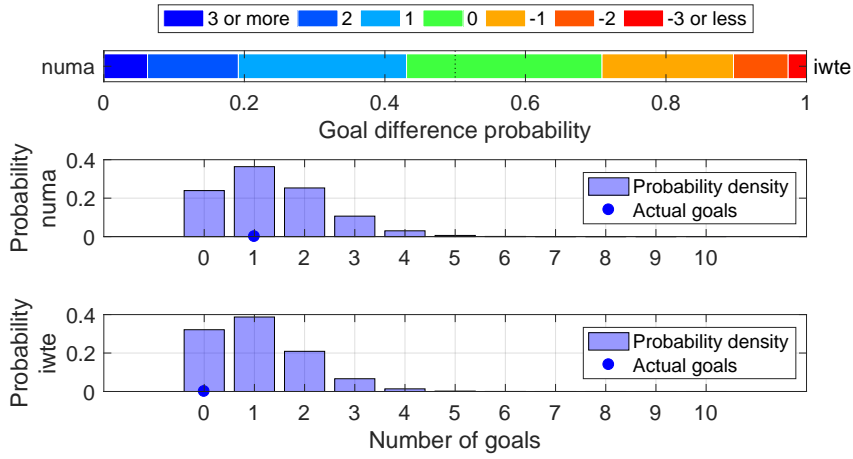 3 or more 2 1 0 -1 -2 -3 or less
numa iwte
0 0.2 0.4 0.6 0.8 1
Goal difference probability
Probability
numa
0.4
0.2
0
Probability density
Actual goals
0 1 2 3 4 5 6 7 8 9 10
Probability
iwte
0.4
0.2
0
Probability density
Actual goals
0 1 2 3 4 5 6 7 8 9 10
Number of goals